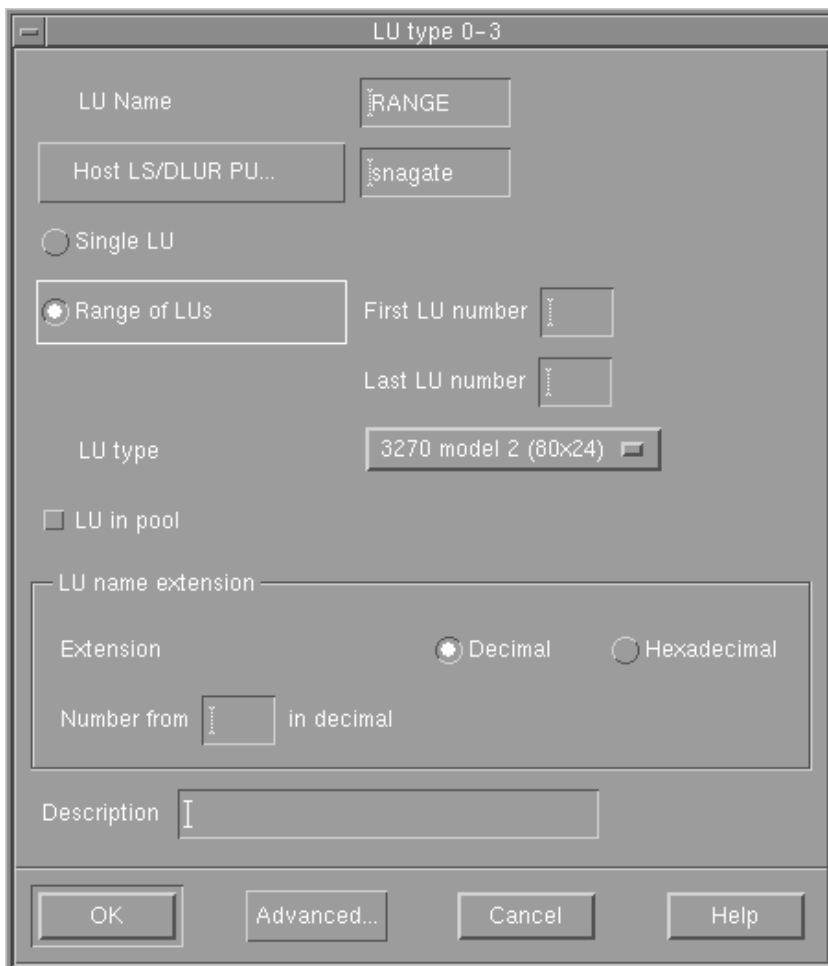 LU type 0-3
LU Name RANGE
Host LS/DLUR PU... snagate
Single LU
Range of LUs First LU number
Last LU number
LU type 3270 model 2 (80x24)
LU in pool
LU name extension
Extension Decimal Hexadecimal
Number from in decimal
Description
OK Advanced... Cancel Help